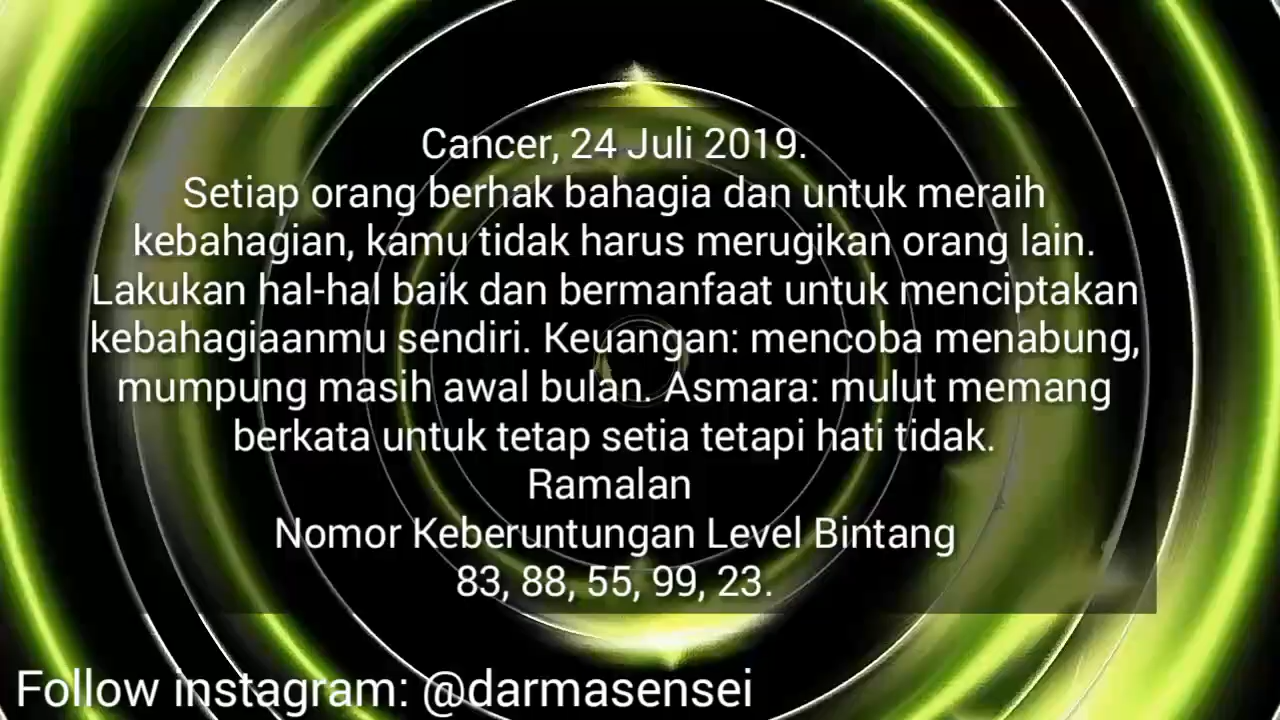 Cancer, 24 Juli 2019.
Setiap orang berhak bahagia dan untuk meraih
kebahagian, kamu tidak harus merugikan orang lain.
Lakukan hal-hal baik dan bermanfaat untuk menciptakan
kebahagiaanmu sendiri. Keuangan: mencoba menabung,
mumpung masih awal bulan. Asmara: mulut memang
berkata untuk tetap setia tetapi hati tidak.
Ramalan
Nomor Keberuntungan Level Bintang
83, 88, 55, 99, 23.
Follow instagram: @darmasensei